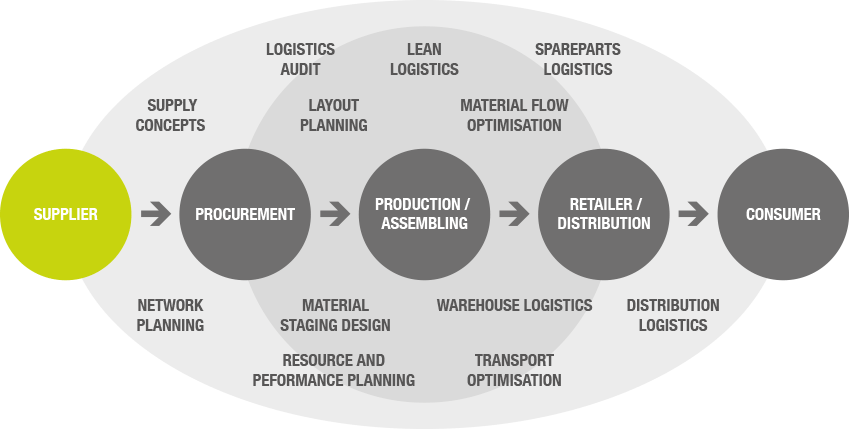 LOGISTICS
AUDIT
LEAN
LOGISTICS
SPAREPARTS
LOGISTICS
SUPPLY
CONCEPTS
LAYOUT
PLANNING
MATERIAL FLOW
OPTIMISATION
SUPPLIER
PROCUREMENT
PRODUCTION /
ASSEMBLING
RETAILER /
DISTRIBUTION
CONSUMER
NETWORK
PLANNING
MATERIAL
STAGING DESIGN
WAREHOUSE LOGISTICS
DISTRIBUTION
LOGISTICS
RESOURCE AND
PEFORMANCE PLANNING
TRANSPORT
OPTIMISATION